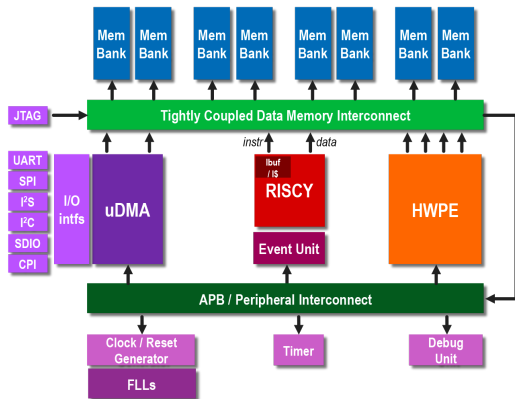 Mem Bank
Mem Bank
Mem Bank
Mem Bank
Mem Bank
Mem Bank
Mem Bank
Mem Bank
JTAG
Tightly Coupled Data Memory Interconnect
instr
data
UART
SPI
I²S
I²C
SDIO
CPI
I/O
intfs
uDMA
Ibuf
/ I$
RISCY
Event Unit
HWPE
APB / Peripheral Interconnect
Clock / Reset
Generator
FLLs
Timer
Debug
Unit